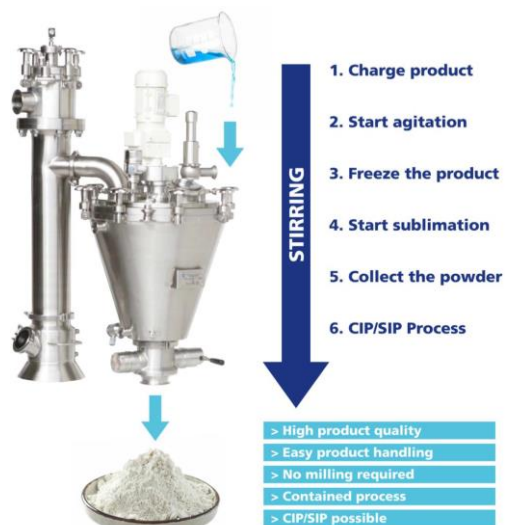 1. Charge product
2. Start agitation
3. Freeze the product
4. Start sublimation
5. Collect the powder
6. CIP/SIP Process
STIRRING
> High product quality
> Easy product handling
> No milling required
> Contained process
> CIP/SIP possible